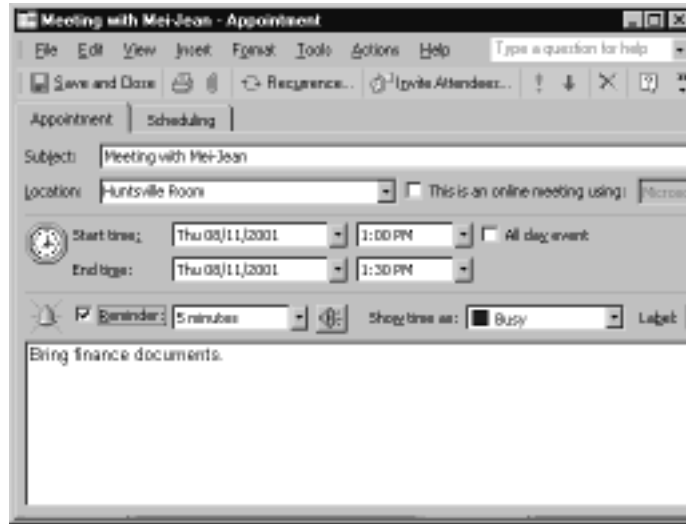 Meeting with Mei-Jean - Appointment
File Edit View Insert Format Tools Actions Help Type a question for help
Save and Close Recurrence... Invite Attendees...
Appointment Scheduling
Subject: Meeting with Mei-Jean
Location: Huntsville Room This is an online meeting using:
Start time: Thu 08/11/2001 1:00 PM All day event
End time: Thu 08/11/2001 1:30 PM
Reminder: 5 minutes Show time as: Busy Label:
Bring finance documents.